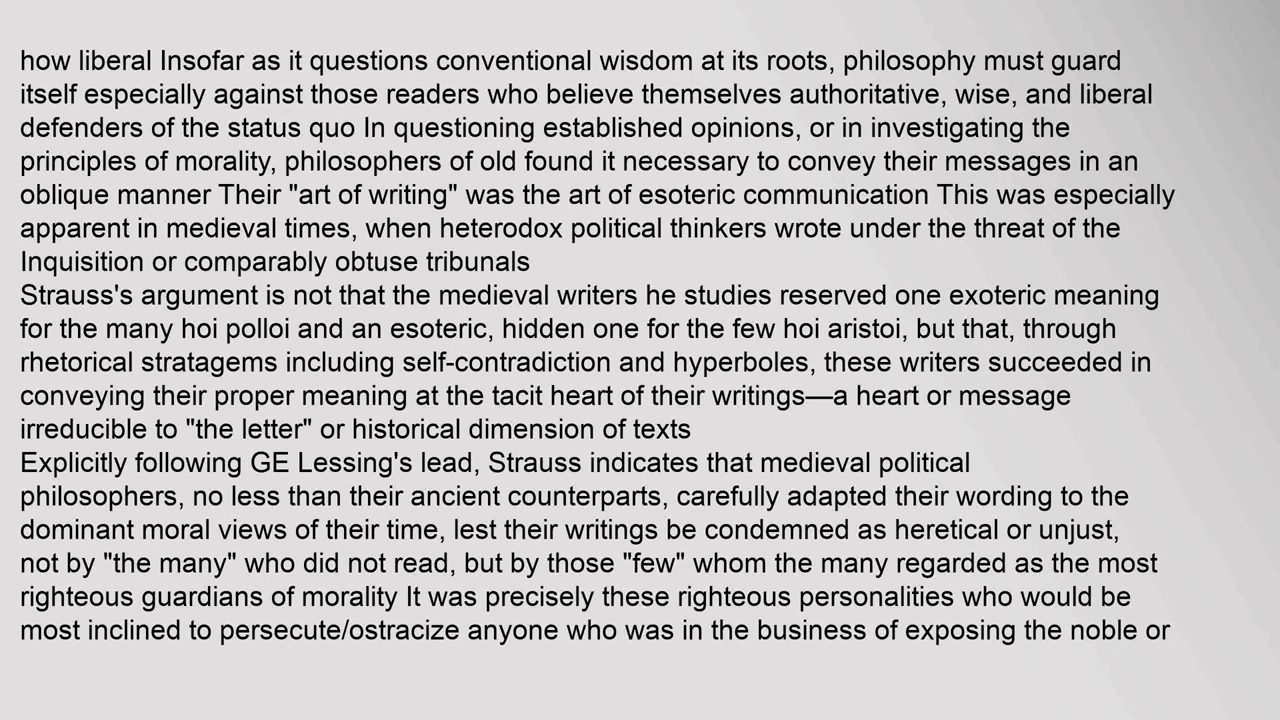 how liberal Insofar as it questions conventional wisdom at its roots, philosophy must guard
itself especially against those readers who believe themselves authoritative, wise, and liberal
defenders of the status quo In questioning established opinions, or in investigating the
principles of morality, philosophers of old found it necessary to convey their messages in an
oblique manner Their "art of writing" was the art of esoteric communication This was especially
apparent in medieval times, when heterodox political thinkers wrote under the threat of the
Inquisition or comparably obtuse tribunals
Strauss's argument is not that the medieval writers he studies reserved one exoteric meaning
for the many hoi polloi and an esoteric, hidden one for the few hoi aristoi, but that, through
rhetorical stratagems including self-contradiction and hyperboles, these writers succeeded in
conveying their proper meaning at the tacit heart of their writings—a heart or message
irreducible to "the letter" or historical dimension of texts
Explicitly following GE Lessing's lead, Strauss indicates that medieval political
philosophers, no less than their ancient counterparts, carefully adapted their wording to the
dominant moral views of their time, lest their writings be condemned as heretical or unjust,
not by "the many" who did not read, but by those "few" whom the many regarded as the most
righteous guardians of morality It was precisely these righteous personalities who would be
most inclined to persecute/ostracize anyone who was in the business of exposing the noble or